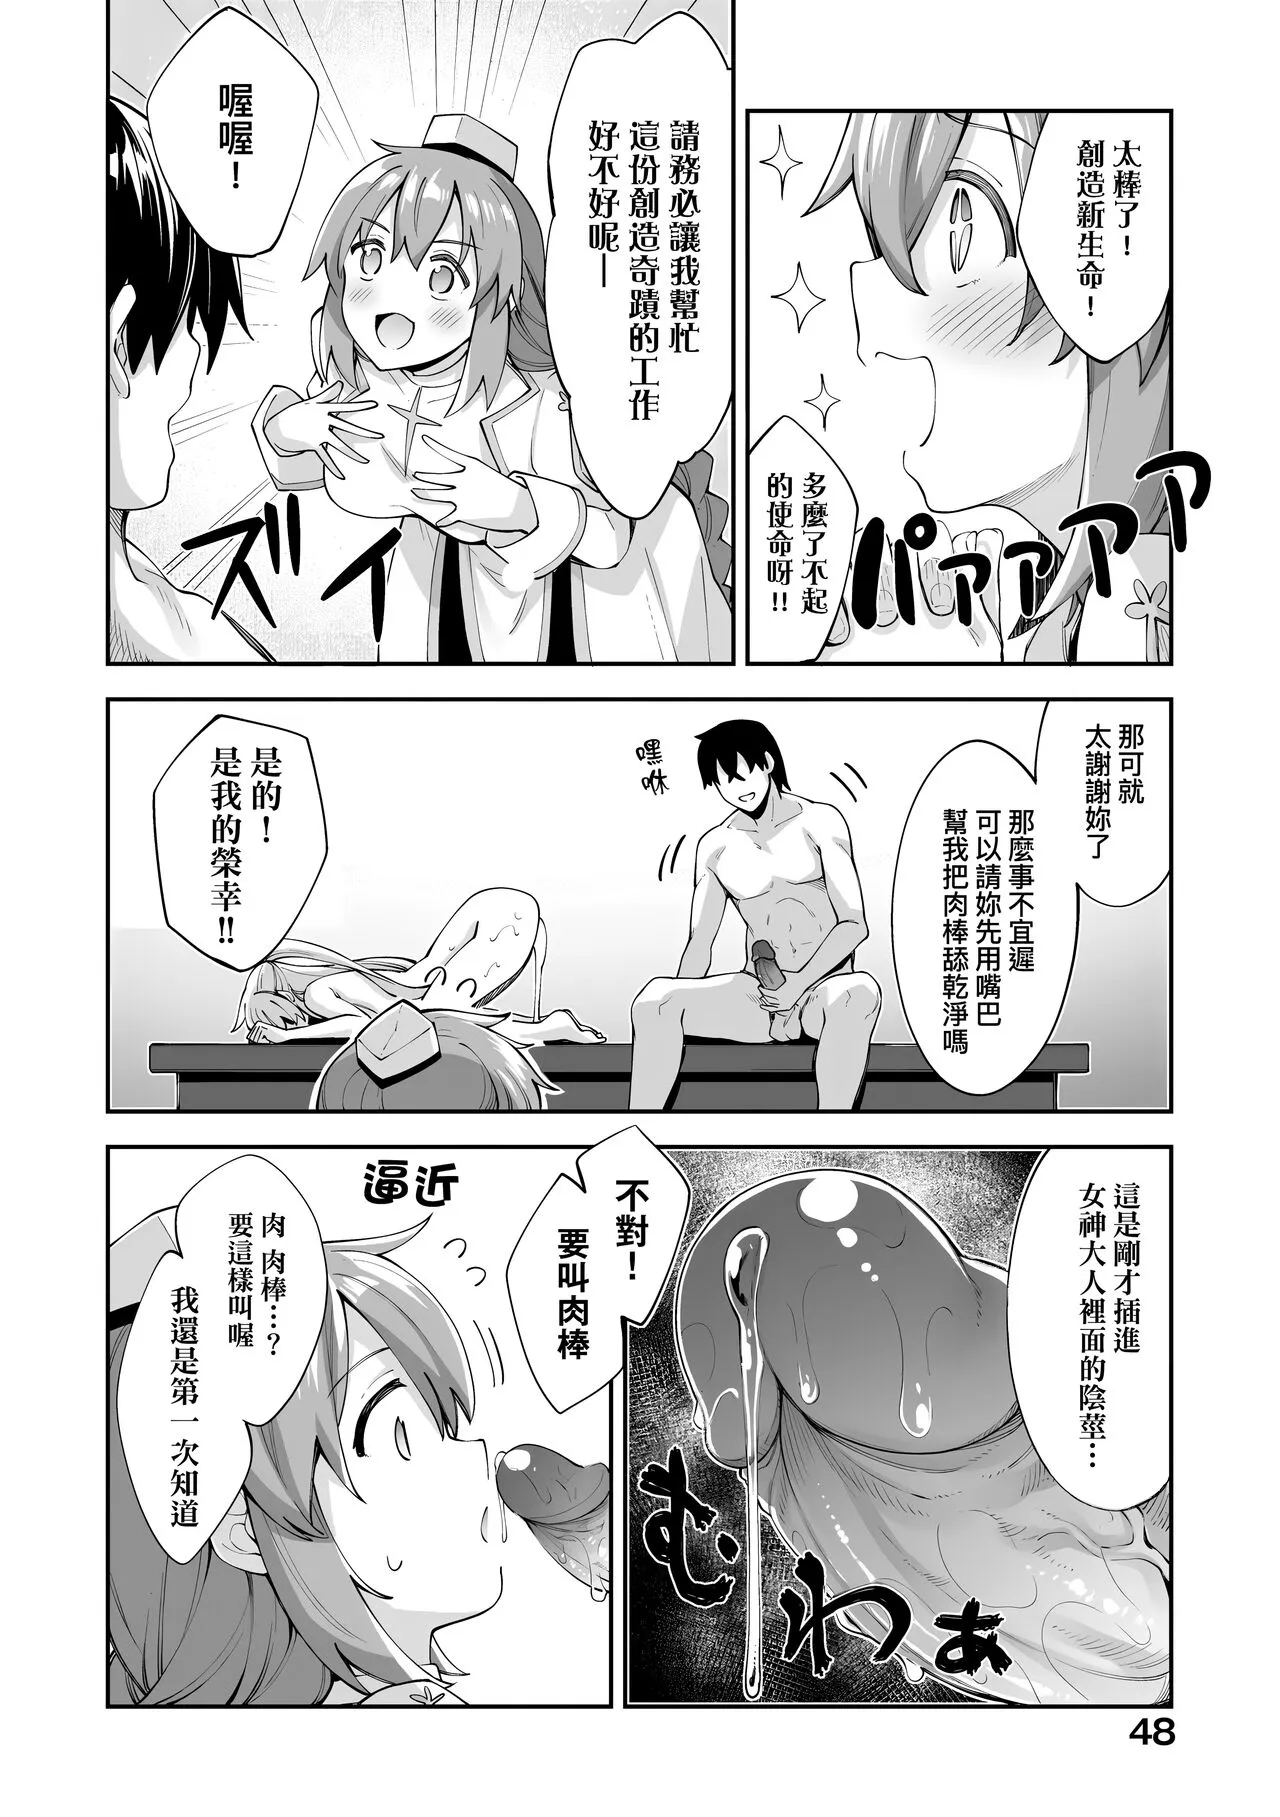 太棒了！
創造新生命！
多麼了不起
的使命呀!!
パァァァァ
請務必讓我幫忙
這份創造奇蹟的工作
好不好呢—
喔喔！
ズイ
那可就
太謝謝妳了
那麼事不宜遲
可以請妳先用嘴巴
幫我把肉棒舔乾淨嗎
嘿咻
是的！
是我的榮幸!!
這是剛才插進
女神大人裡面的陰莖…
むわぁ
不對！
要叫肉棒
逼近
肉 肉棒…？
要這樣叫喔
我還是第一次知道
48